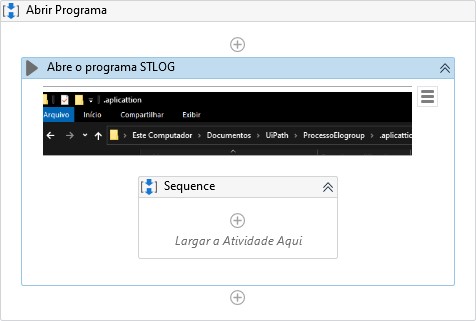 Abrir Programa
Abre o programa STLOG
.aplicattion
Arquivo Início Compartilhar Exibir
Este Computador > Documentos > UiPath > ProcessoElogroup > .aplicattion
Sequence
Largar a Atividade Aqui